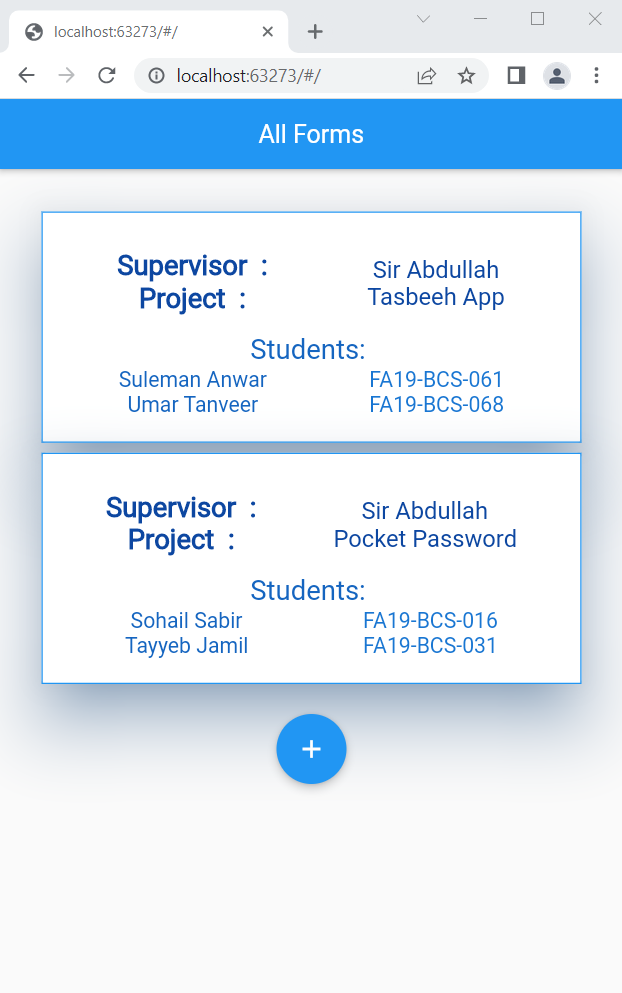 localhost:63273/#/
localhost:63273/#/
All Forms
Supervisor : Sir Abdullah
Project : Tasbeeh App
Students:
Suleman Anwar FA19-BCS-061
Umar Tanveer FA19-BCS-068
Supervisor : Sir Abdullah
Project : Pocket Password
Students:
Sohail Sabir FA19-BCS-016
Tayyeb Jamil FA19-BCS-031